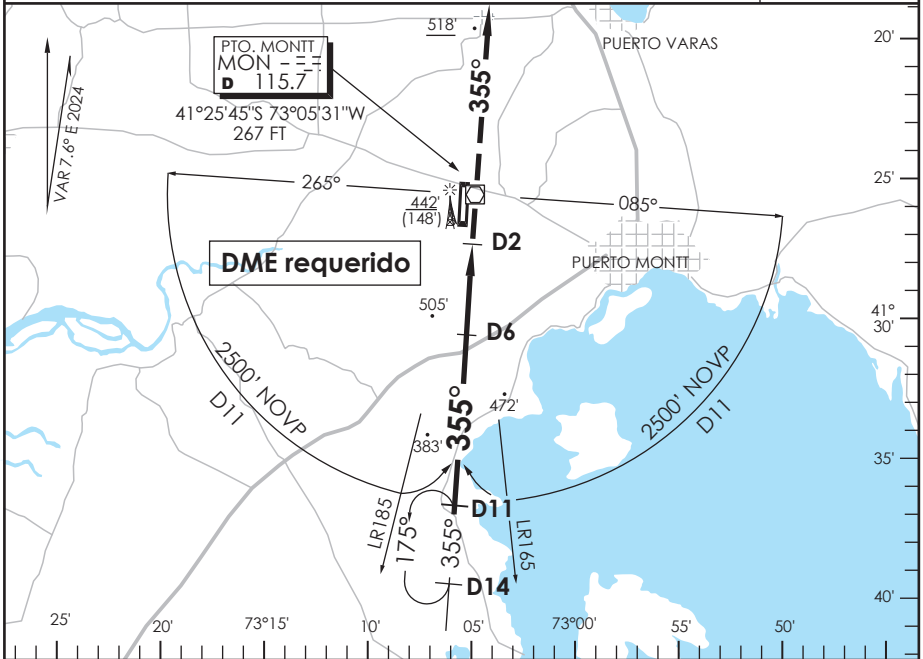 518'
20'
PUERTO VARAS
PTO. MONTT
MON
D 115.7
41°25'45"S 73°05'31"W
267 FT
VAR 7.6° E 2024
355°
25'
265°
442'
(148')
085°
D2
DME requerido
PUERTO MONTT
505'
D6
41°
30'
2500' NOVP
D11
2500' NOVP
D11
355°
472'
383'
35'
LR185
175°
355°
D11
LR165
D14
40'
25'
20'
73°15'
10'
05'
73°00'
55'
50'